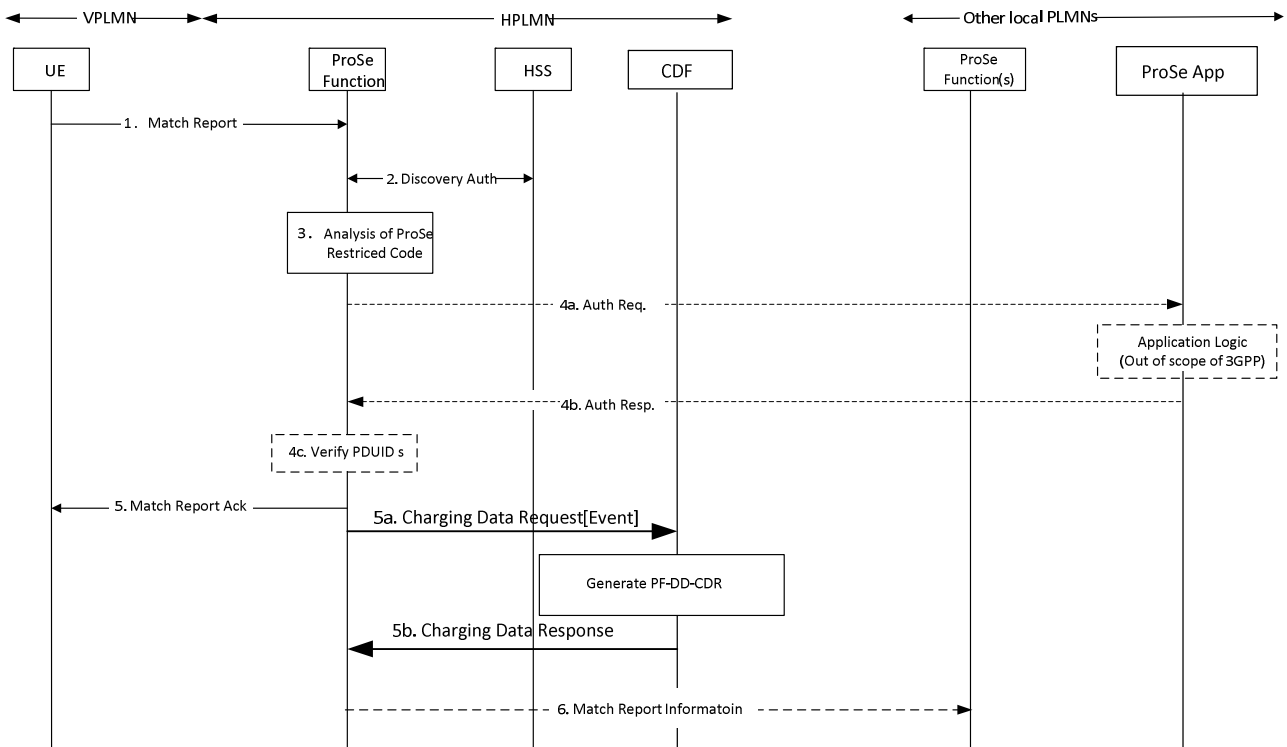 VPLMN
HPLMN
Other local PLMNs
UE
ProSe
Function
HSS
CDF
ProSe
Function(s)
ProSe App
1. Match Report
2. Discovery Auth
3. Analysis of ProSe
Restriced Code
4a. Auth Req.
Application Logic
(Out of scope of 3GPP)
4b. Auth Resp.
4c. Verify PDUID s
5. Match Report Ack
5a. Charging Data Request[Event]
Generate PF-DD-CDR
5b. Charging Data Response
6. Match Report Informatoin